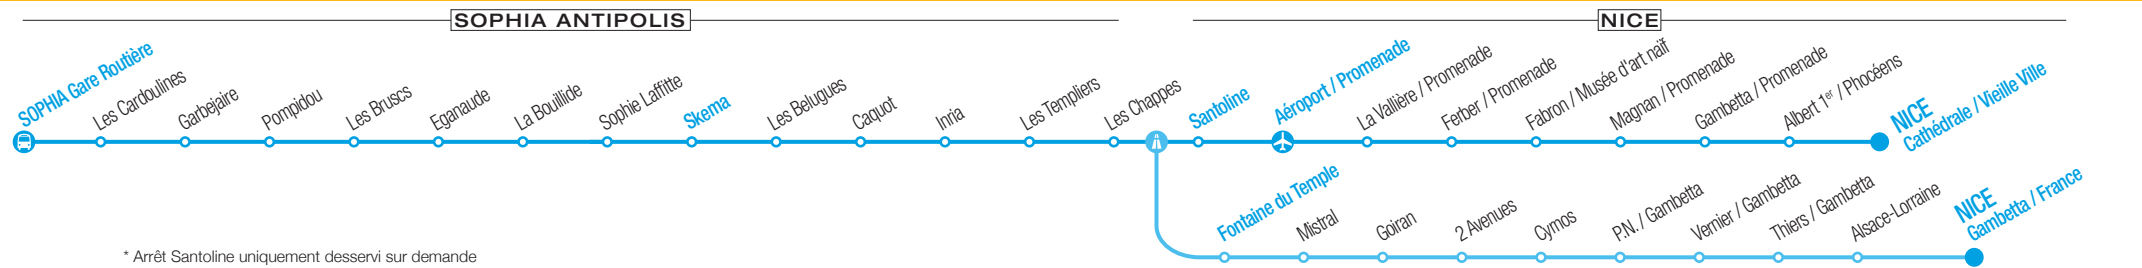 SOPHIA ANTIPOLIS
NICE
SOPHIA Gare Routière
Les Cardoulines
Garbejaire
Pompidou
Les Bruscs
Eganaude
La Bouillide
Sophie Laffitte
Skema
Les Belugues
Caquot
Inria
Les Templiers
Les Chappes
Santoline
Aéroport / Promenade
La Vallière / Promenade
Ferber / Promenade
Fabron / Musée d'art naïf
Magnan / Promenade
Gambetta / Promenade
Albert 1er / Phocéens
NICE
Cathédrale / Vieille Ville
Fontaine du Temple
Mistral
Goiran
2 Avenues
Cymos
P.N. / Gambetta
Vernier / Gambetta
Thiers / Gambetta
Alsace-Lorraine
NICE
Gambetta / France
* Arrêt Santoline uniquement desservi sur demande